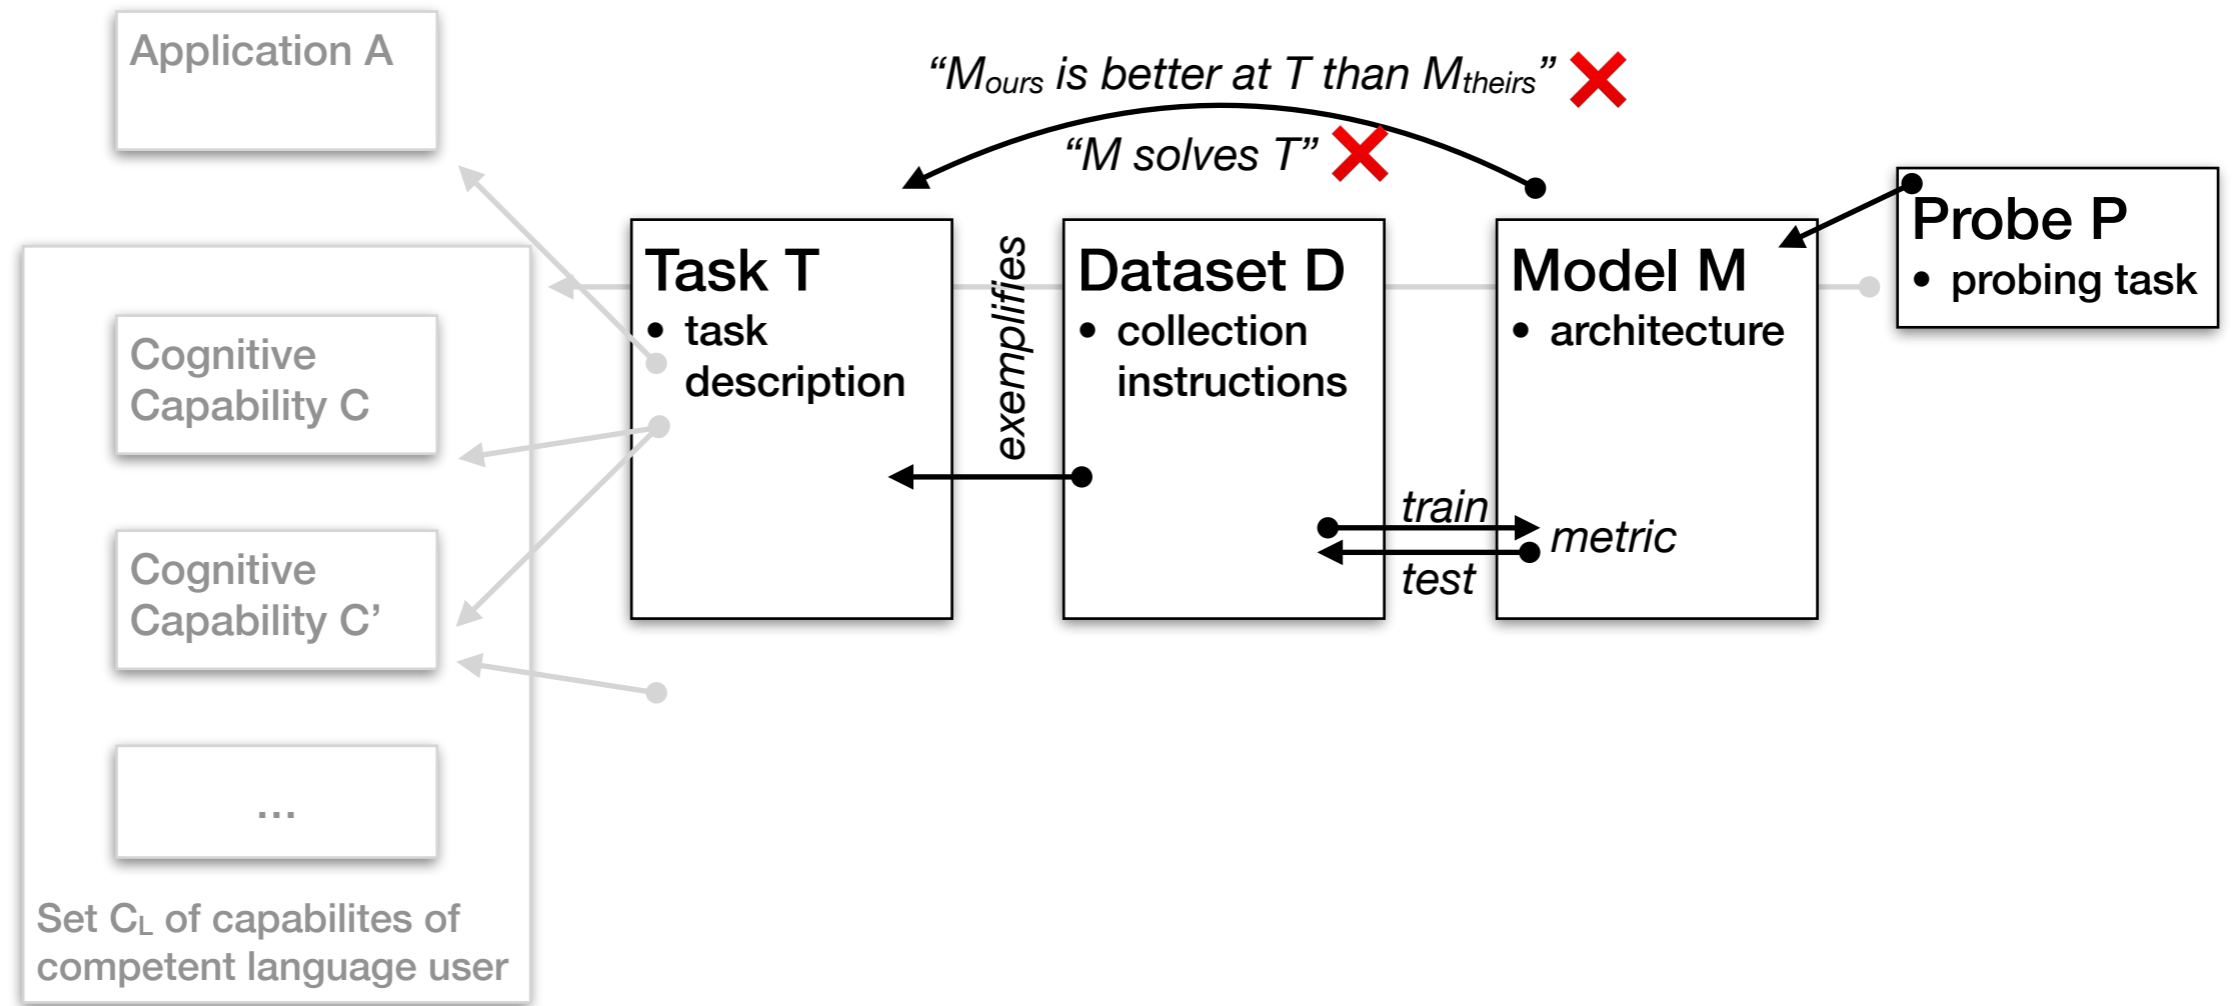 Application A
“Mours is better at T than Mtheirs”
“M solves T”
Cognitive
Capability C
Cognitive
Capability C’
...
Set CL of capabilites of
competent language user
Task T
• task
description
exemplifies
Dataset D
• collection
instructions
train
test
Model M
• architecture
metric
Probe P
• probing task